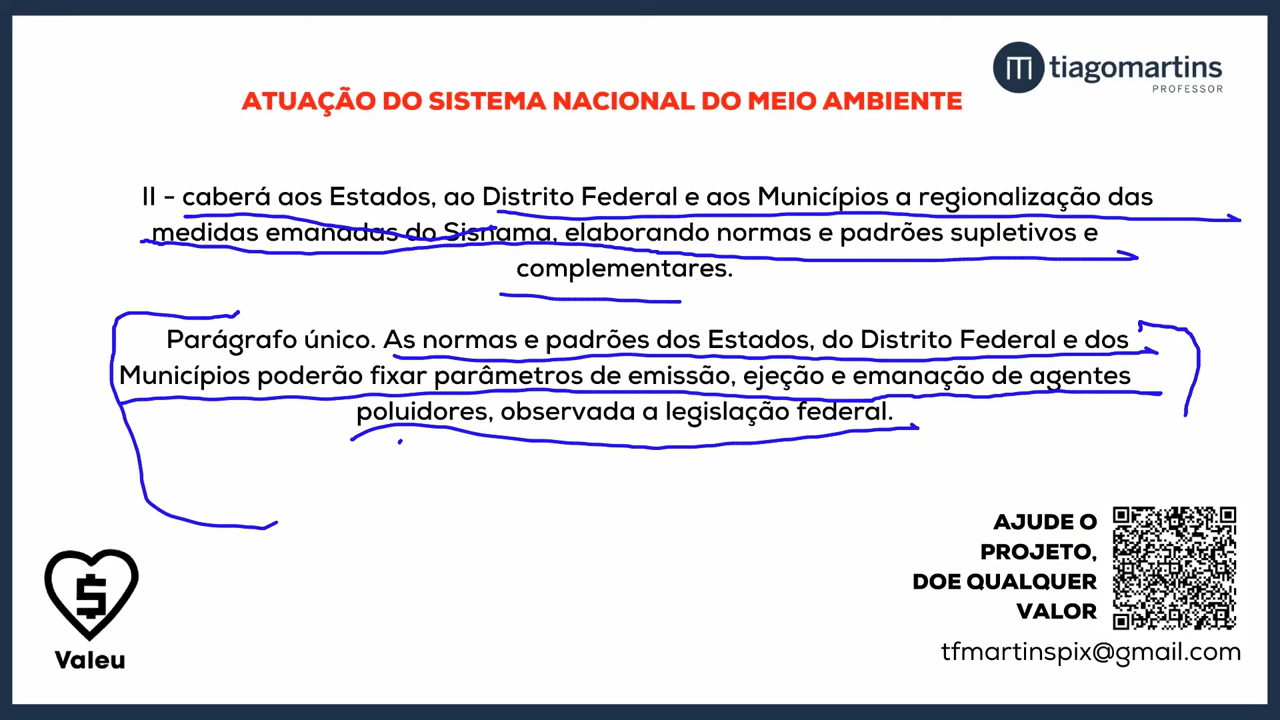 tiagomartins
PROFESSOR
ATUAÇÃO DO SISTEMA NACIONAL DO MEIO AMBIENTE
II - caberá aos Estados, ao Distrito Federal e aos Municípios a regionalização das
medidas emanadas do Sisnama, elaborando normas e padrões supletivos e
complementares.
Parágrafo único. As normas e padrões dos Estados, do Distrito Federal e dos
Municípios poderão fixar parâmetros de emissão, ejeção e emanação de agentes
poluidores, observada a legislação federal.
AJUDE O
PROJETO,
DOE QUALQUER
VALOR
tfmartinspix@gmail.com
$
Valeu